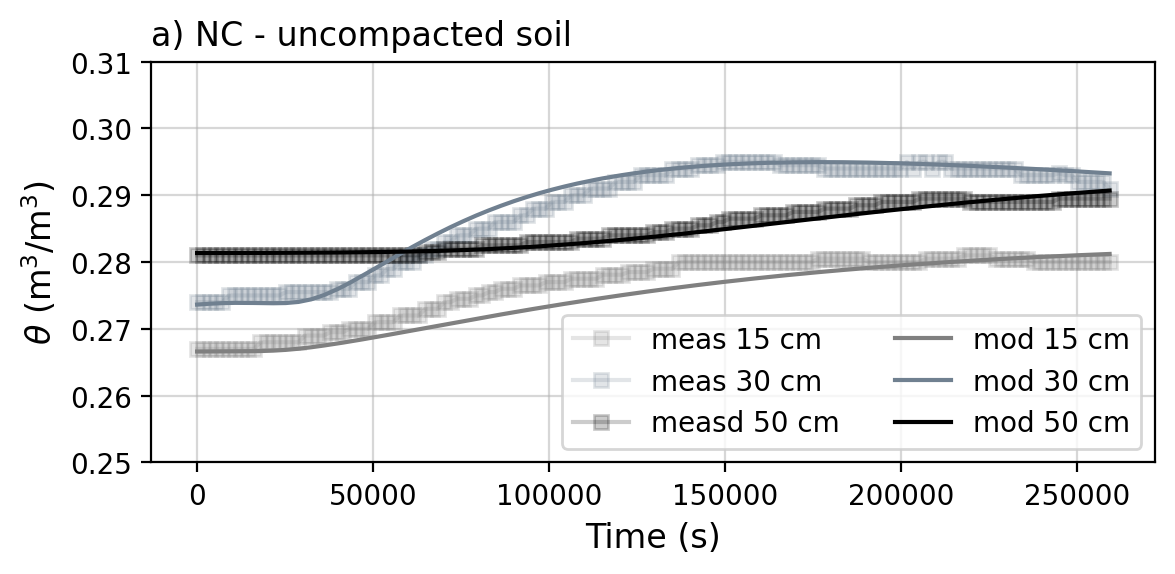 a) NC - uncompacted soil
0.31
0.30
0.29
0.28
0.27
0.26
0.25
θ (m³/m³)
meas 15 cm
meas 30 cm
measd 50 cm
mod 15 cm
mod 30 cm
mod 50 cm
0 50000 100000 150000 200000 250000
Time (s)